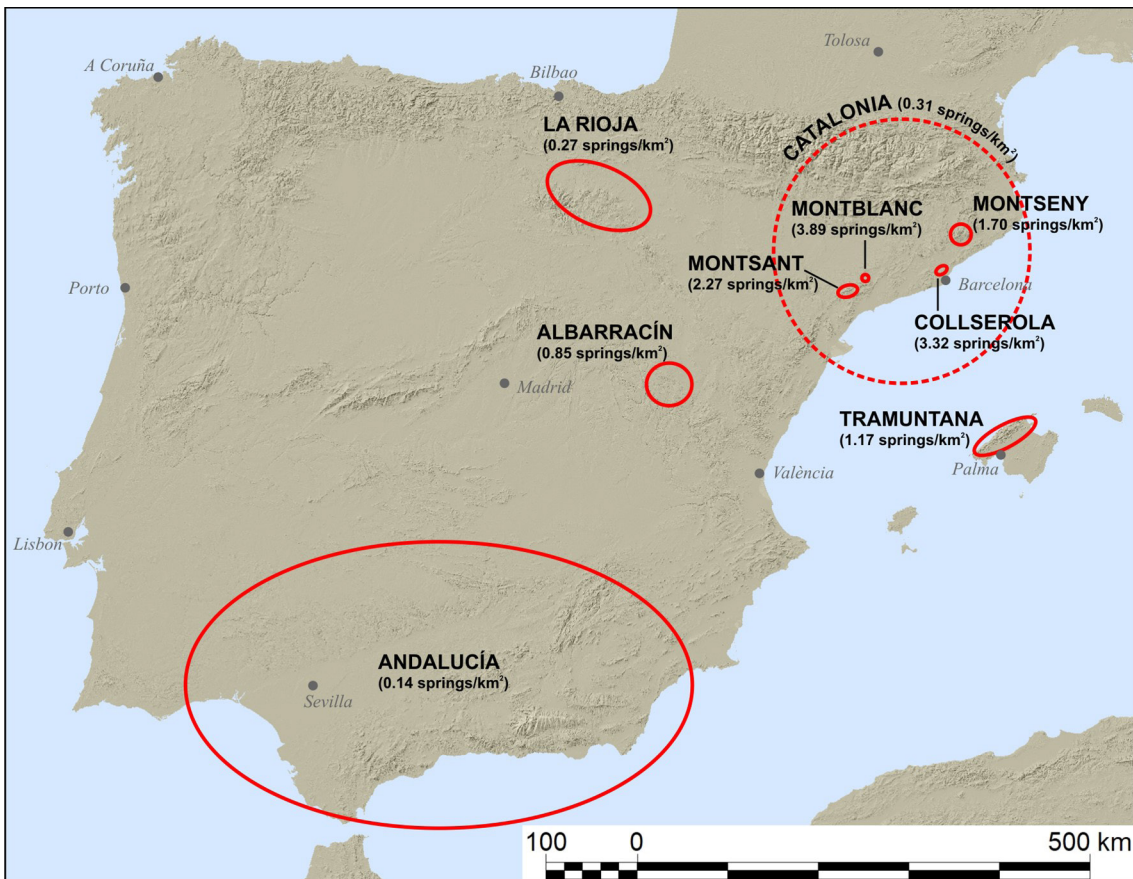 Tolosa
A Coruña
Bilbao
CATALONIA (0.31 springs/km²)
LA RIOJA
(0.27 springs/km²)
MONTBLANC
(3.89 springs/km²)
MONTSENY
(1.70 springs/km²)
MONTSANT
(2.27 springs/km²)
Porto
Barcelona
COLLSEROLA
(3.32 springs/km²)
ALBARRACÍN
(0.85 springs/km²)
Madrid
TRAMUNTANA
(1.17 springs/km²)
Palma
València
Lisbon
ANDALUCÍA
(0.14 springs/km²)
Sevilla
100 0 500 km